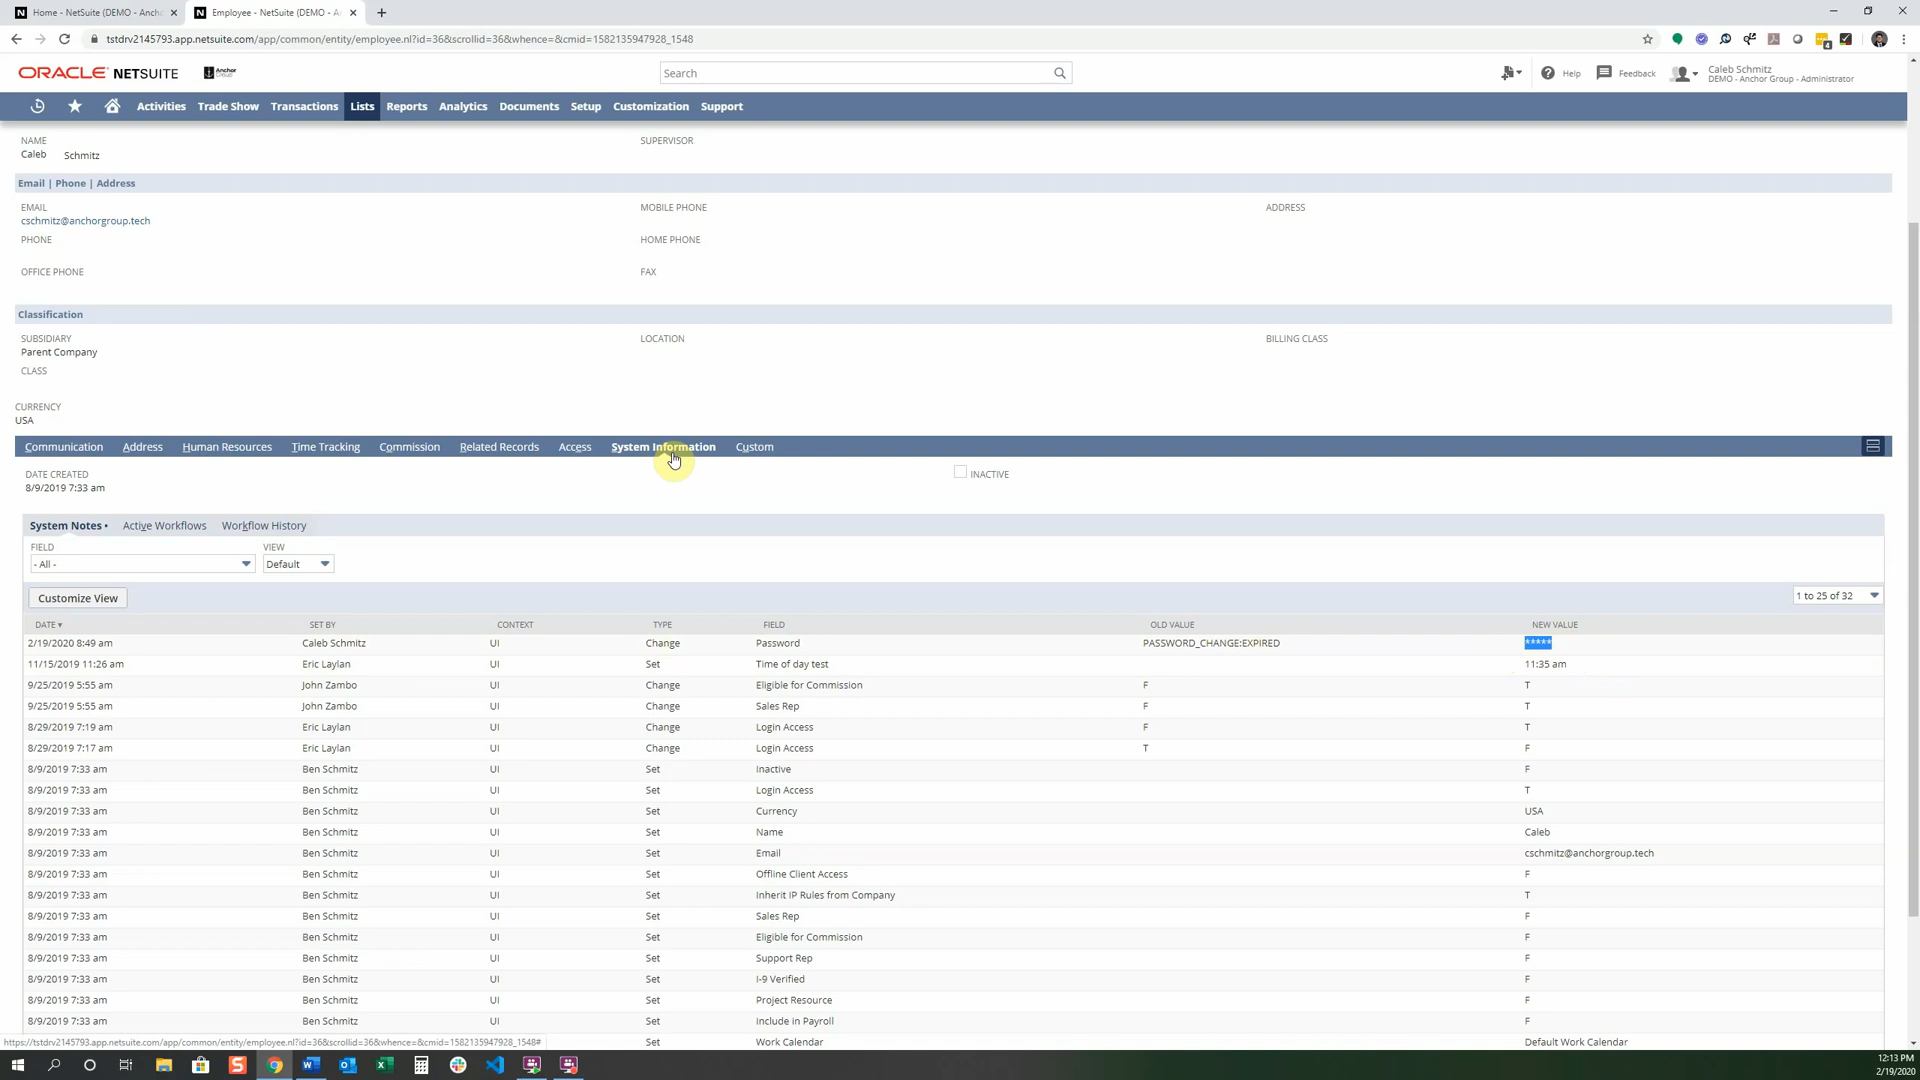 Home - NetSuite (DEMO - Anch
Employee - NetSuite (DEMO - A
tstdrv2145793.app.netsuite.com/app/common/entity/employee.nl?id=36&scrollid=36&whence=&cmid=1582135947928_1548
ORACLE NETSUITE Anchor Group
Search
Help
Feedback
Caleb Schmitz
DEMO - Anchor Group - Administrator
Activities Trade Show Transactions Lists Reports Analytics Documents Setup Customization Support
NAME
Caleb Schmitz
SUPERVISOR
Email | Phone | Address
EMAIL
cschmitz@anchorgroup.tech
MOBILE PHONE
ADDRESS
PHONE
HOME PHONE
OFFICE PHONE
FAX
Classification
SUBSIDIARY
Parent Company
LOCATION
BILLING CLASS
CLASS
CURRENCY
USA
Communication Address Human Resources Time Tracking Commission Related Records Access System Information Custom
DATE CREATED
8/9/2019 7:33 am
INACTIVE
System Notes • Active Workflows Workflow History
FIELD VIEW
- All - Default
Customize View
1 to 25 of 32
DATE SET BY CONTEXT TYPE FIELD OLD VALUE NEW VALUE
2/19/2020 8:49 am Caleb Schmitz UI Change Password PASSWORD_CHANGE:EXPIRED *****
11/15/2019 11:26 am Eric Laylan UI Set Time of day test 11:35 am
9/25/2019 5:55 am John Zambo UI Change Eligible for Commission F T
9/25/2019 5:55 am John Zambo UI Change Sales Rep F T
8/29/2019 7:19 am Eric Laylan UI Change Login Access F T
8/29/2019 7:17 am Eric Laylan UI Change Login Access T F
8/9/2019 7:33 am Ben Schmitz UI Set Inactive F
8/9/2019 7:33 am Ben Schmitz UI Set Login Access T
8/9/2019 7:33 am Ben Schmitz UI Set Currency USA
8/9/2019 7:33 am Ben Schmitz UI Set Name Caleb
8/9/2019 7:33 am Ben Schmitz UI Set Email cschmitz@anchorgroup.tech
8/9/2019 7:33 am Ben Schmitz UI Set Offline Client Access F
8/9/2019 7:33 am Ben Schmitz UI Set Inherit IP Rules from Company T
8/9/2019 7:33 am Ben Schmitz UI Set Sales Rep F
8/9/2019 7:33 am Ben Schmitz UI Set Eligible for Commission F
8/9/2019 7:33 am Ben Schmitz UI Set Support Rep F
8/9/2019 7:33 am Ben Schmitz UI Set I-9 Verified F
8/9/2019 7:33 am Ben Schmitz UI Set Project Resource F
8/9/2019 7:33 am Ben Schmitz UI Set Include in Payroll F
https://tstdrv2145793.app.netsuite.com/app/common/entity/employee.nl?id=36&scrollid=36&whence=&cmid=1582135947928_1548# Set Work Calendar Default Work Calendar
12:13 PM
2/19/2020